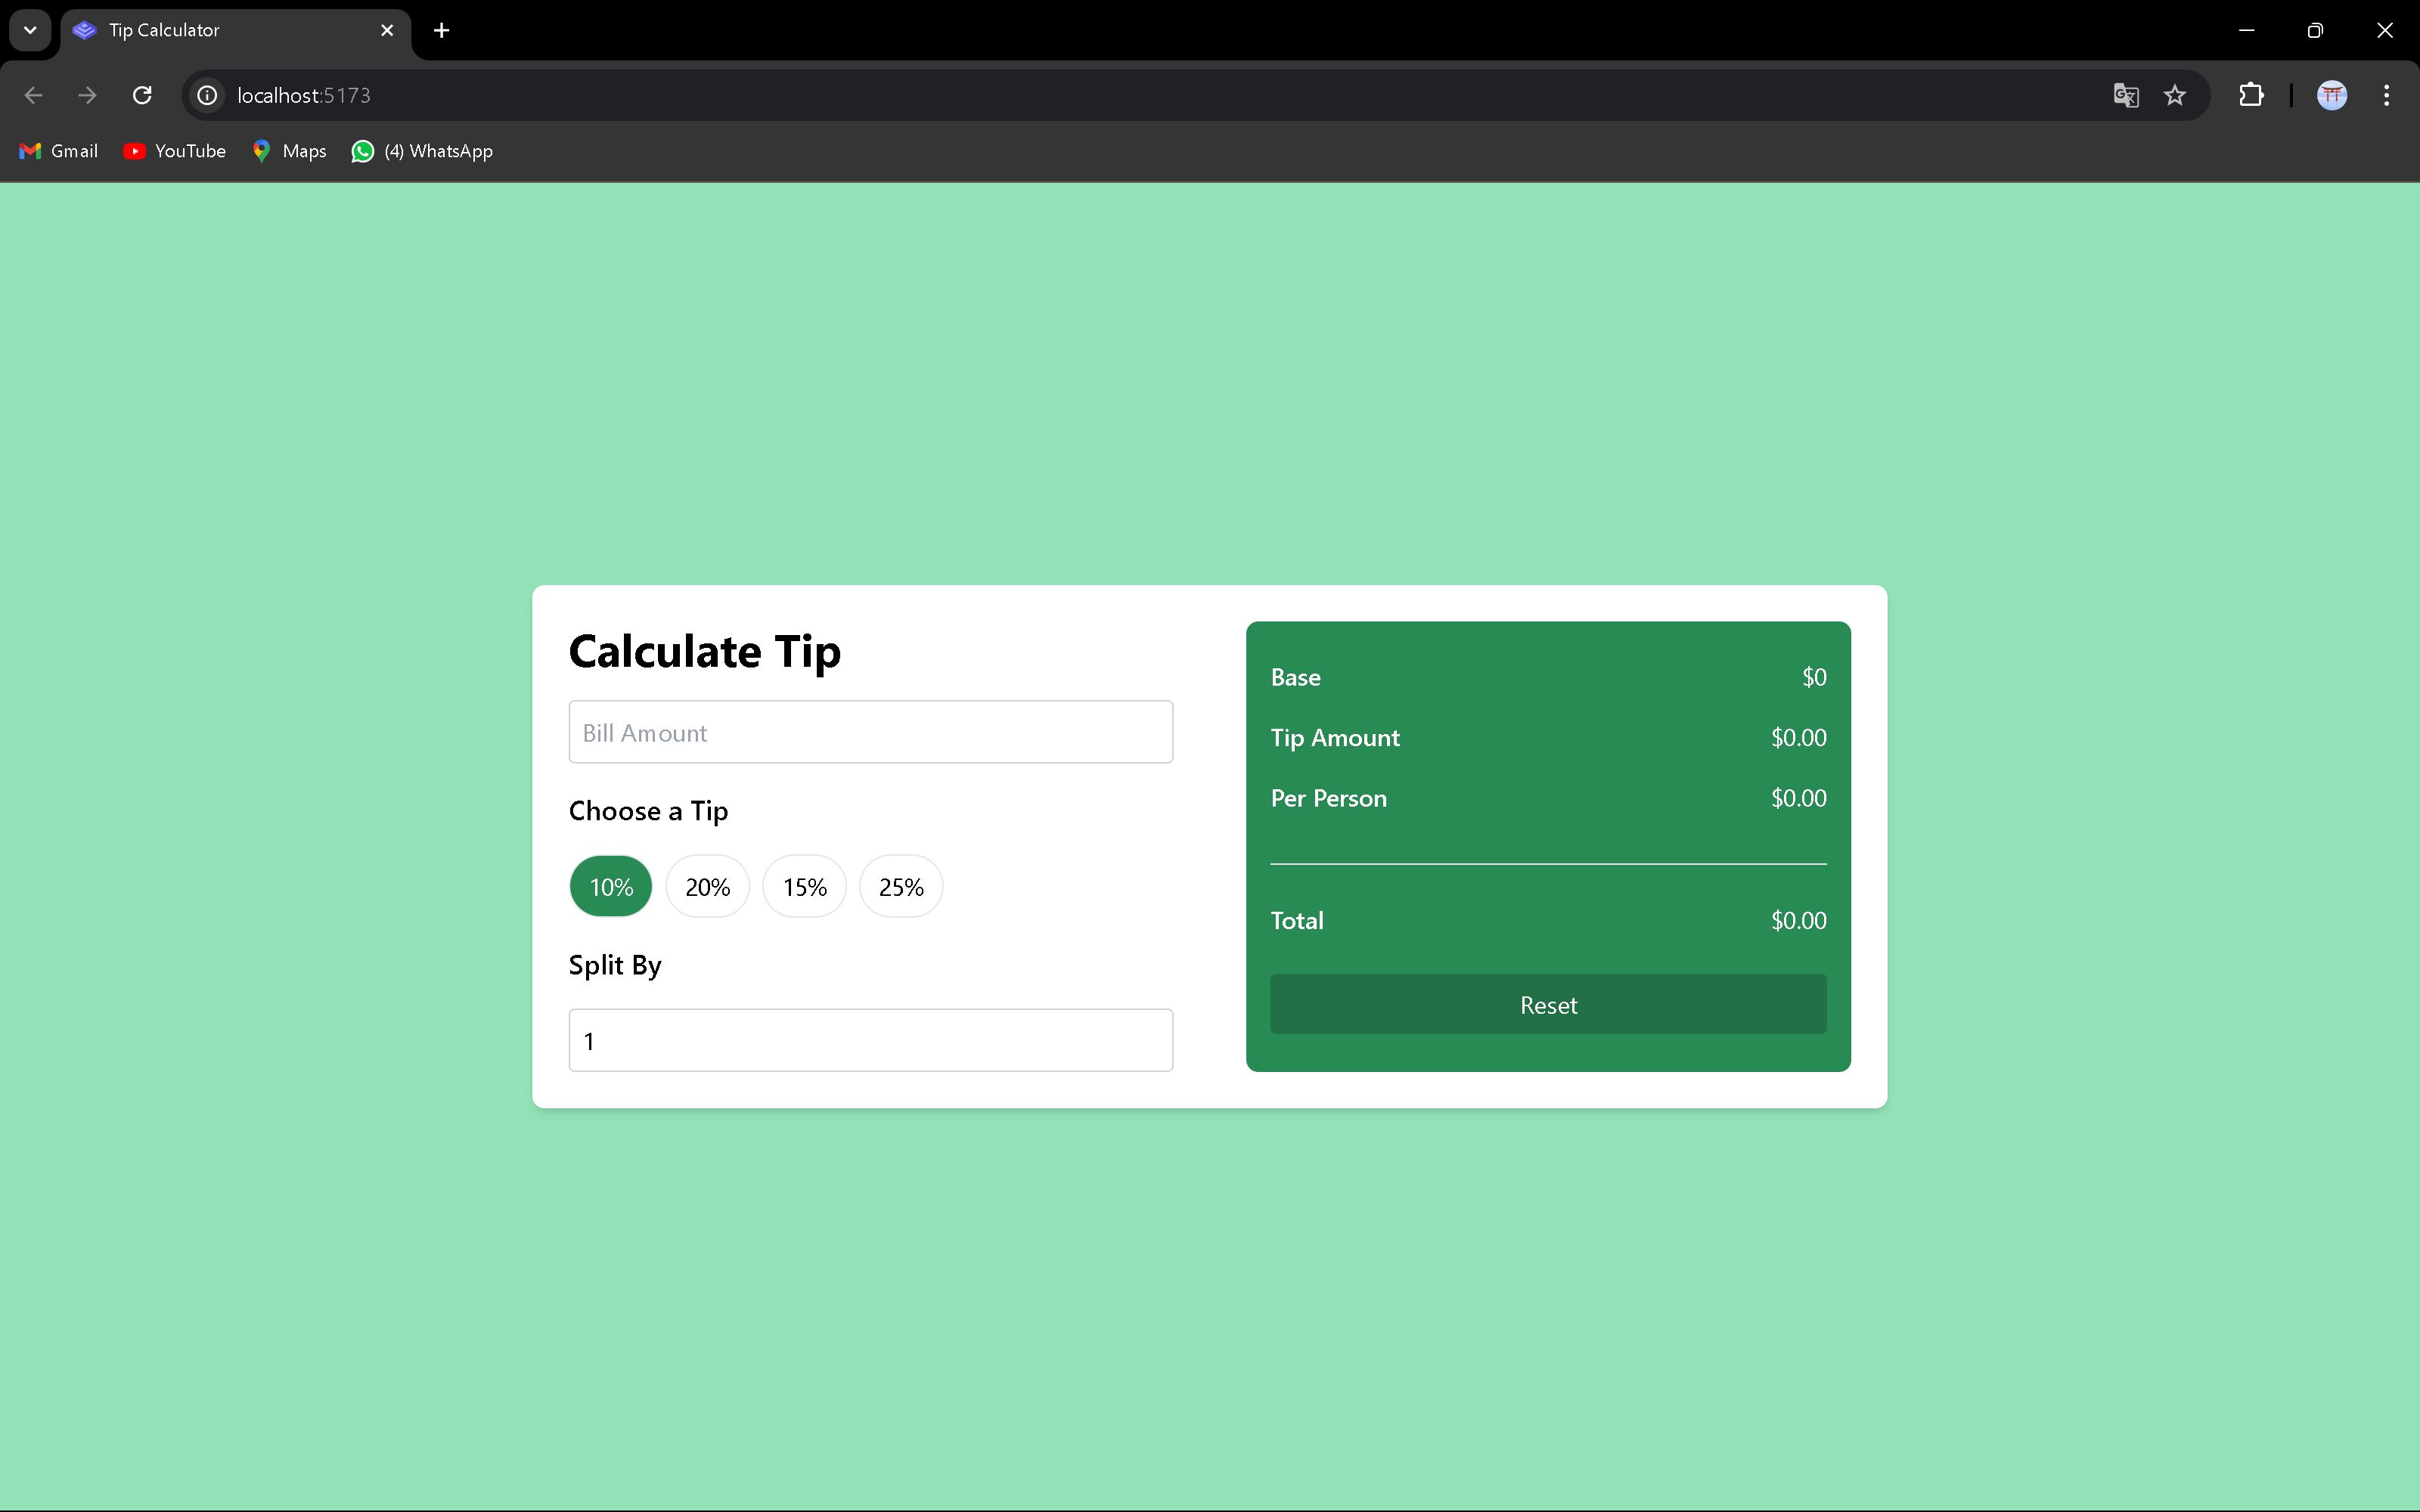 Tip Calculator
localhost:5173
Gmail YouTube Maps (4) WhatsApp
Calculate Tip
Bill Amount
Choose a Tip
10% 20% 15% 25%
Split By
1
Base $0
Tip Amount $0.00
Per Person $0.00
Total $0.00
Reset